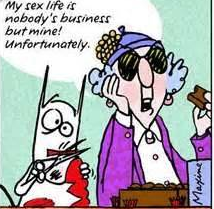 My sex life is
nobody's business
but mine!
Unfortunately.
Maxine